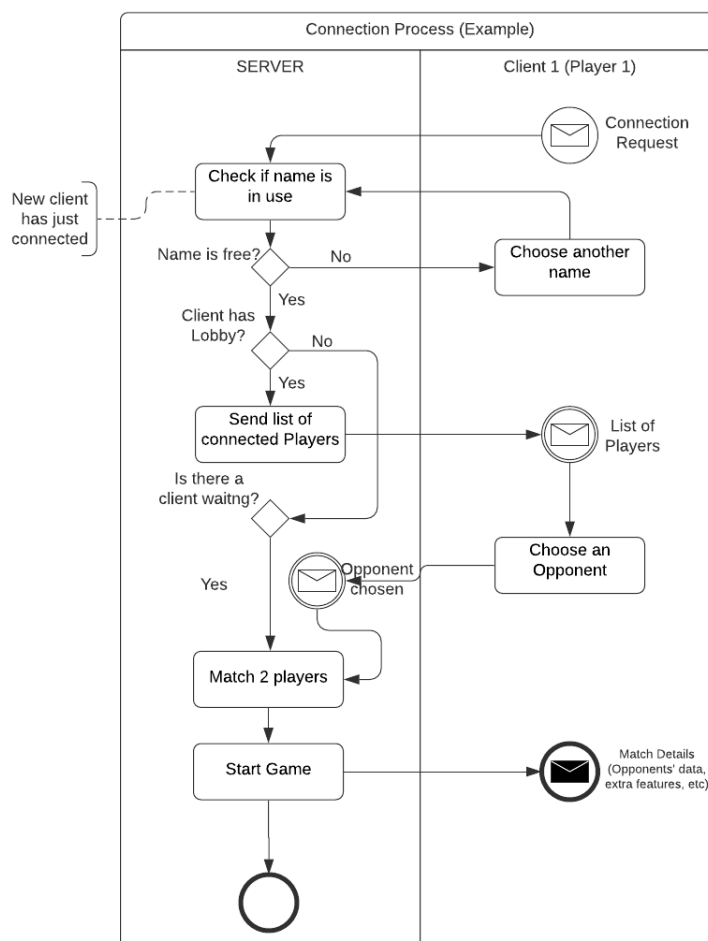 Connection Process (Example)
SERVER
Client 1 (Player 1)
Connection
Request
Check if name is
in use
New client
has just
connected
Name is free?
No
Choose another
name
Yes
Client has
Lobby?
No
Yes
Send list of
connected Players
List of
Players
Is there a
client waitng?
Choose an
Opponent
Opponent
chosen
Yes
Match 2 players
Start Game
Match Details
(Opponents' data,
extra features, etc)